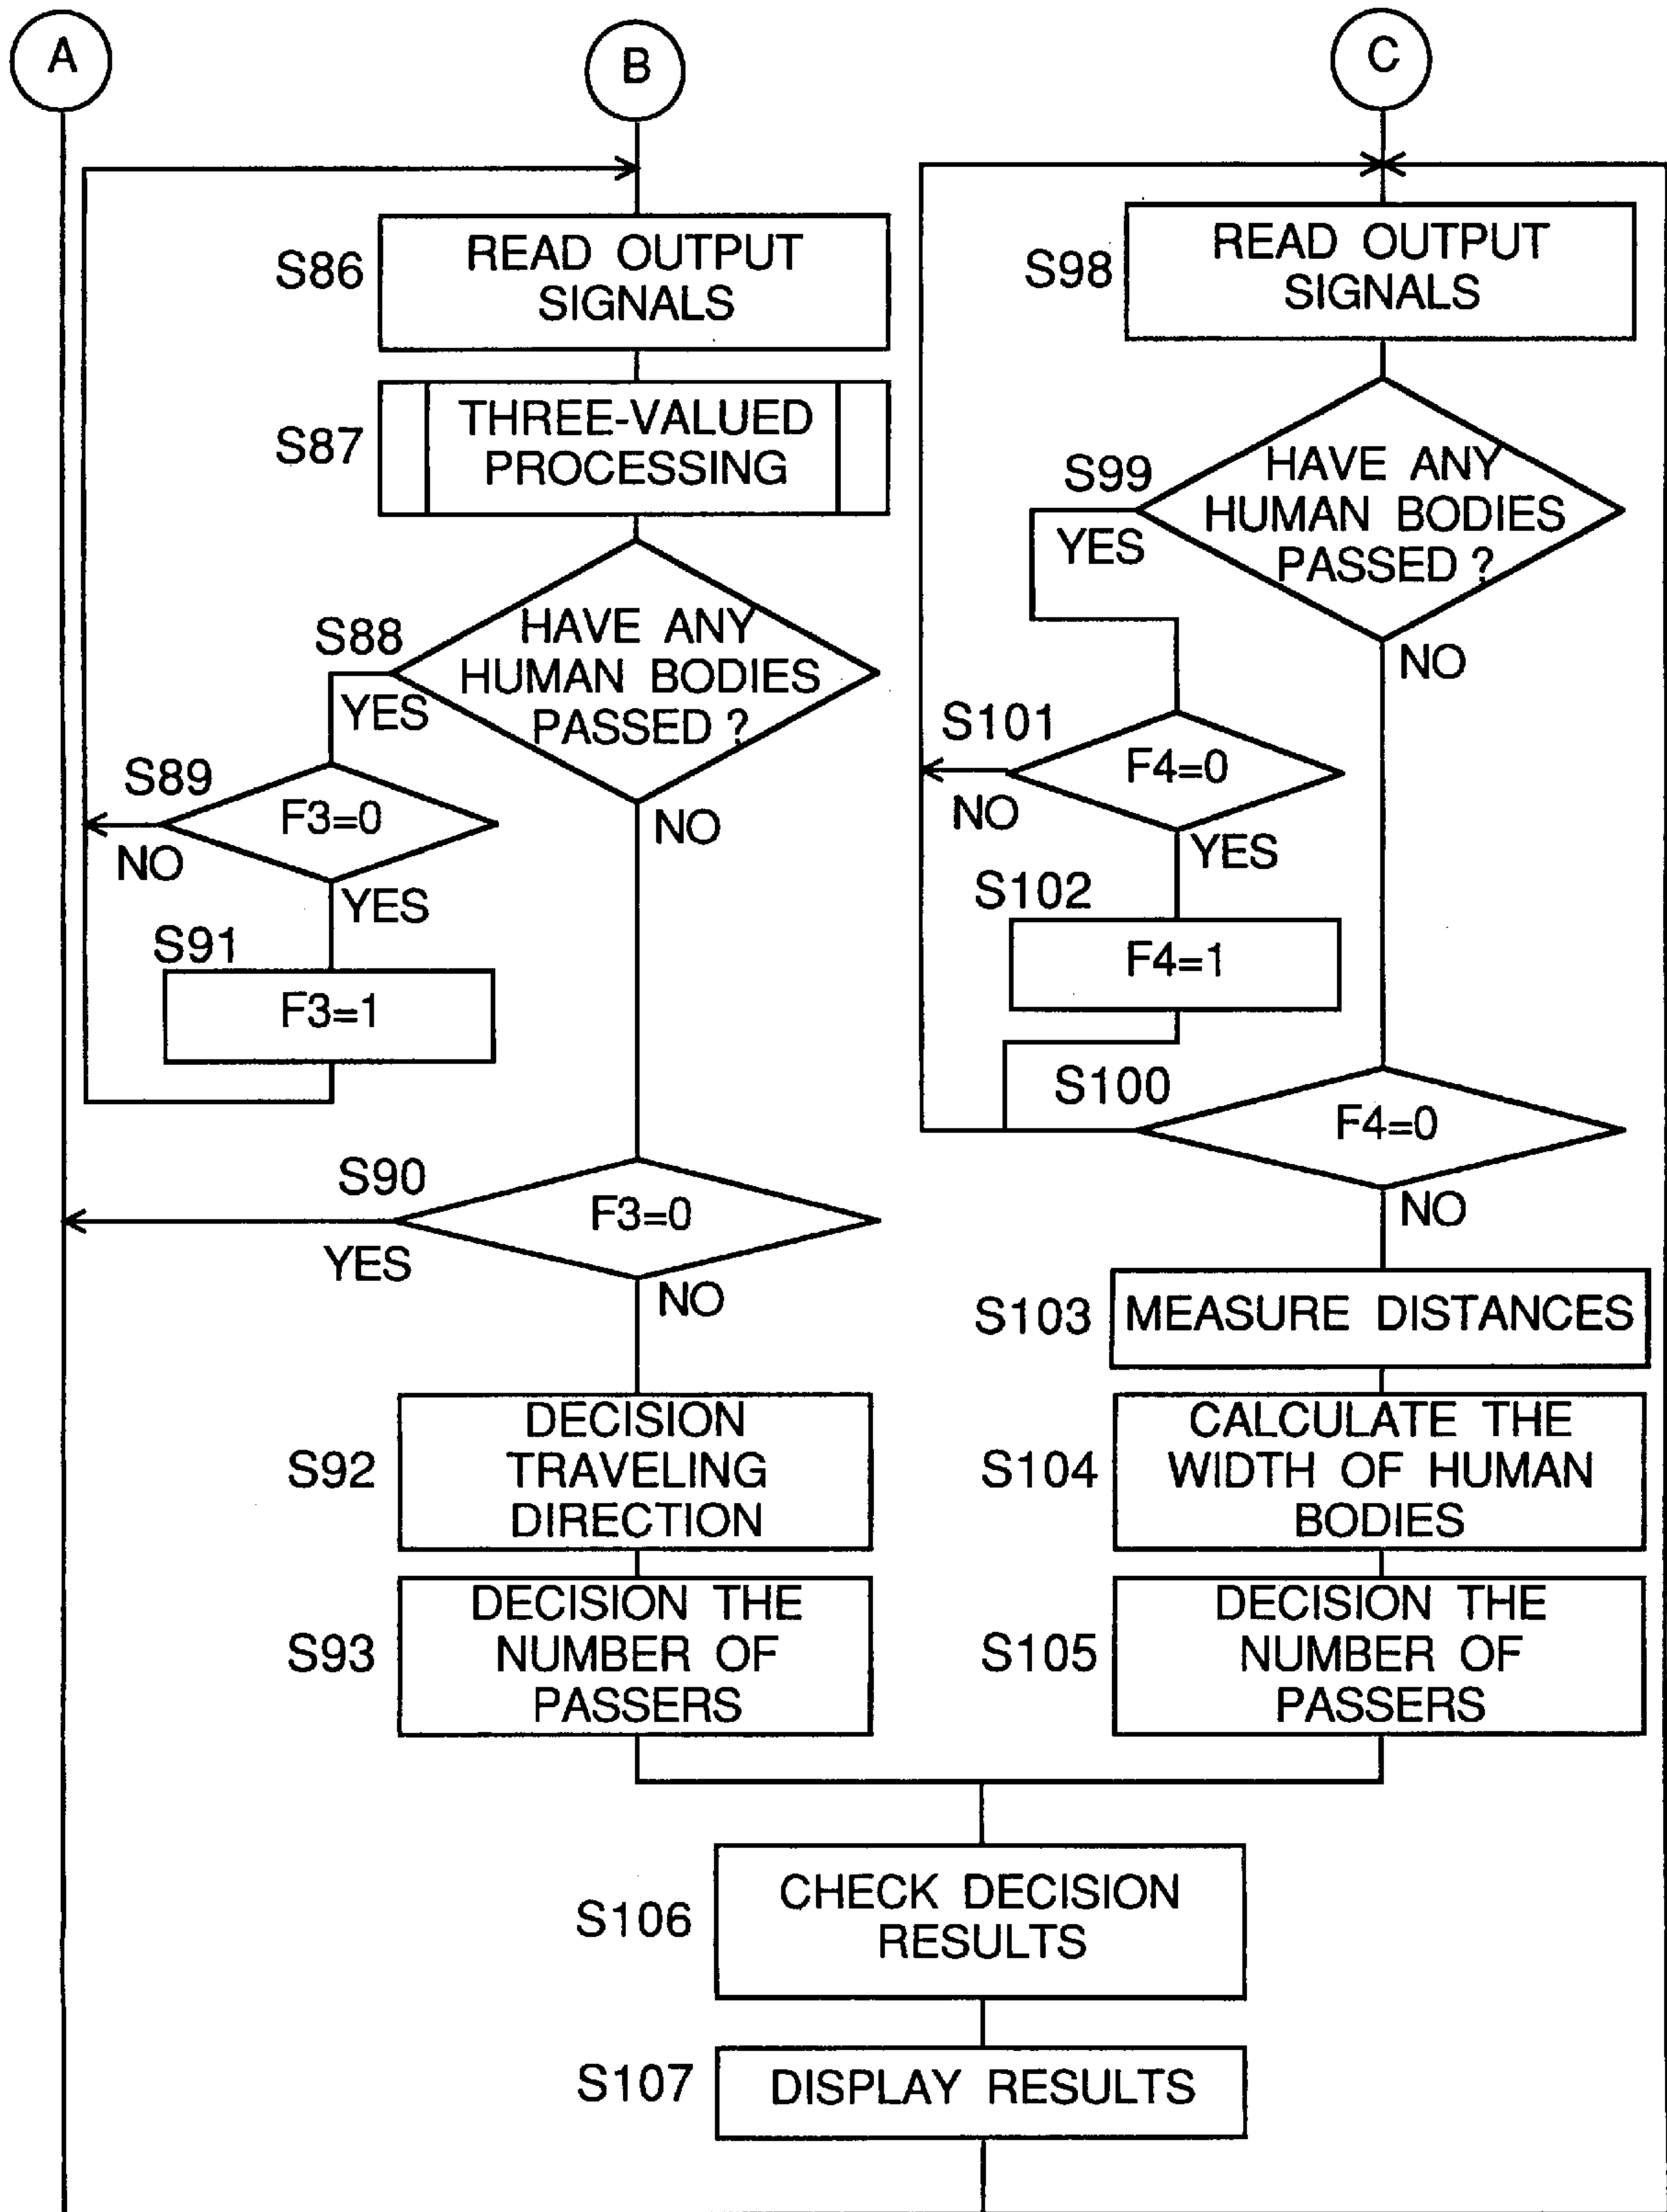 A
B
C
S86
READ OUTPUT
SIGNALS
S87
THREE-VALUED
PROCESSING
S88
HAVE ANY
HUMAN BODIES
PASSED ?
YES
NO
S89
F3=0
NO
YES
S91
F3=1
S90
F3=0
YES
NO
S92
DECISION
TRAVELING
DIRECTION
S93
DECISION THE
NUMBER OF
PASSERS
S98
READ OUTPUT
SIGNALS
S99
HAVE ANY
HUMAN BODIES
PASSED ?
YES
NO
S101
F4=0
NO
YES
S102
F4=1
S100
F4=0
NO
S103
MEASURE DISTANCES
S104
CALCULATE THE
WIDTH OF HUMAN
BODIES
S105
DECISION THE
NUMBER OF
PASSERS
S106
CHECK DECISION
RESULTS
S107
DISPLAY RESULTS